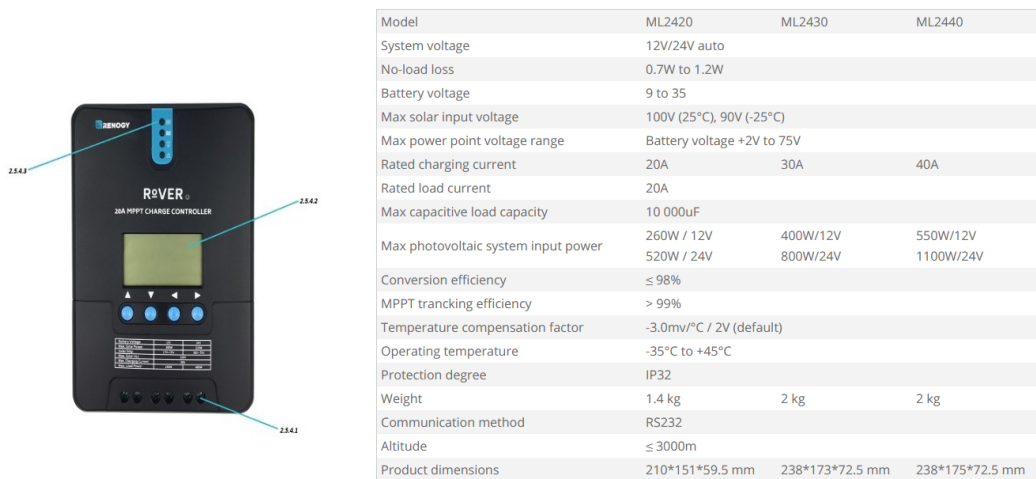 RENOGY
2.5.4.3
ROVER
20A MPPT CHARGE CONTROLLER
2.5.4.2
2.5.4.1
Model ML2420 ML2430 ML2440
System voltage 12V/24V auto
No-load loss 0.7W to 1.2W
Battery voltage 9 to 35
Max solar input voltage 100V (25°C), 90V (-25°C)
Max power point voltage range Battery voltage +2V to 75V
Rated charging current 20A 30A 40A
Rated load current 20A
Max capacitive load capacity 10 000uF
Max photovoltaic system input power 260W / 12V 400W/12V 550W/12V
520W / 24V 800W/24V 1100W/24V
Conversion efficiency ≤ 98%
MPPT trancking efficiency > 99%
Temperature compensation factor -3.0mv/°C / 2V (default)
Operating temperature -35°C to +45°C
Protection degree IP32
Weight 1.4 kg 2 kg 2 kg
Communication method RS232
Altitude ≤ 3000m
Product dimensions 210*151*59.5 mm 238*173*72.5 mm 238*175*72.5 mm